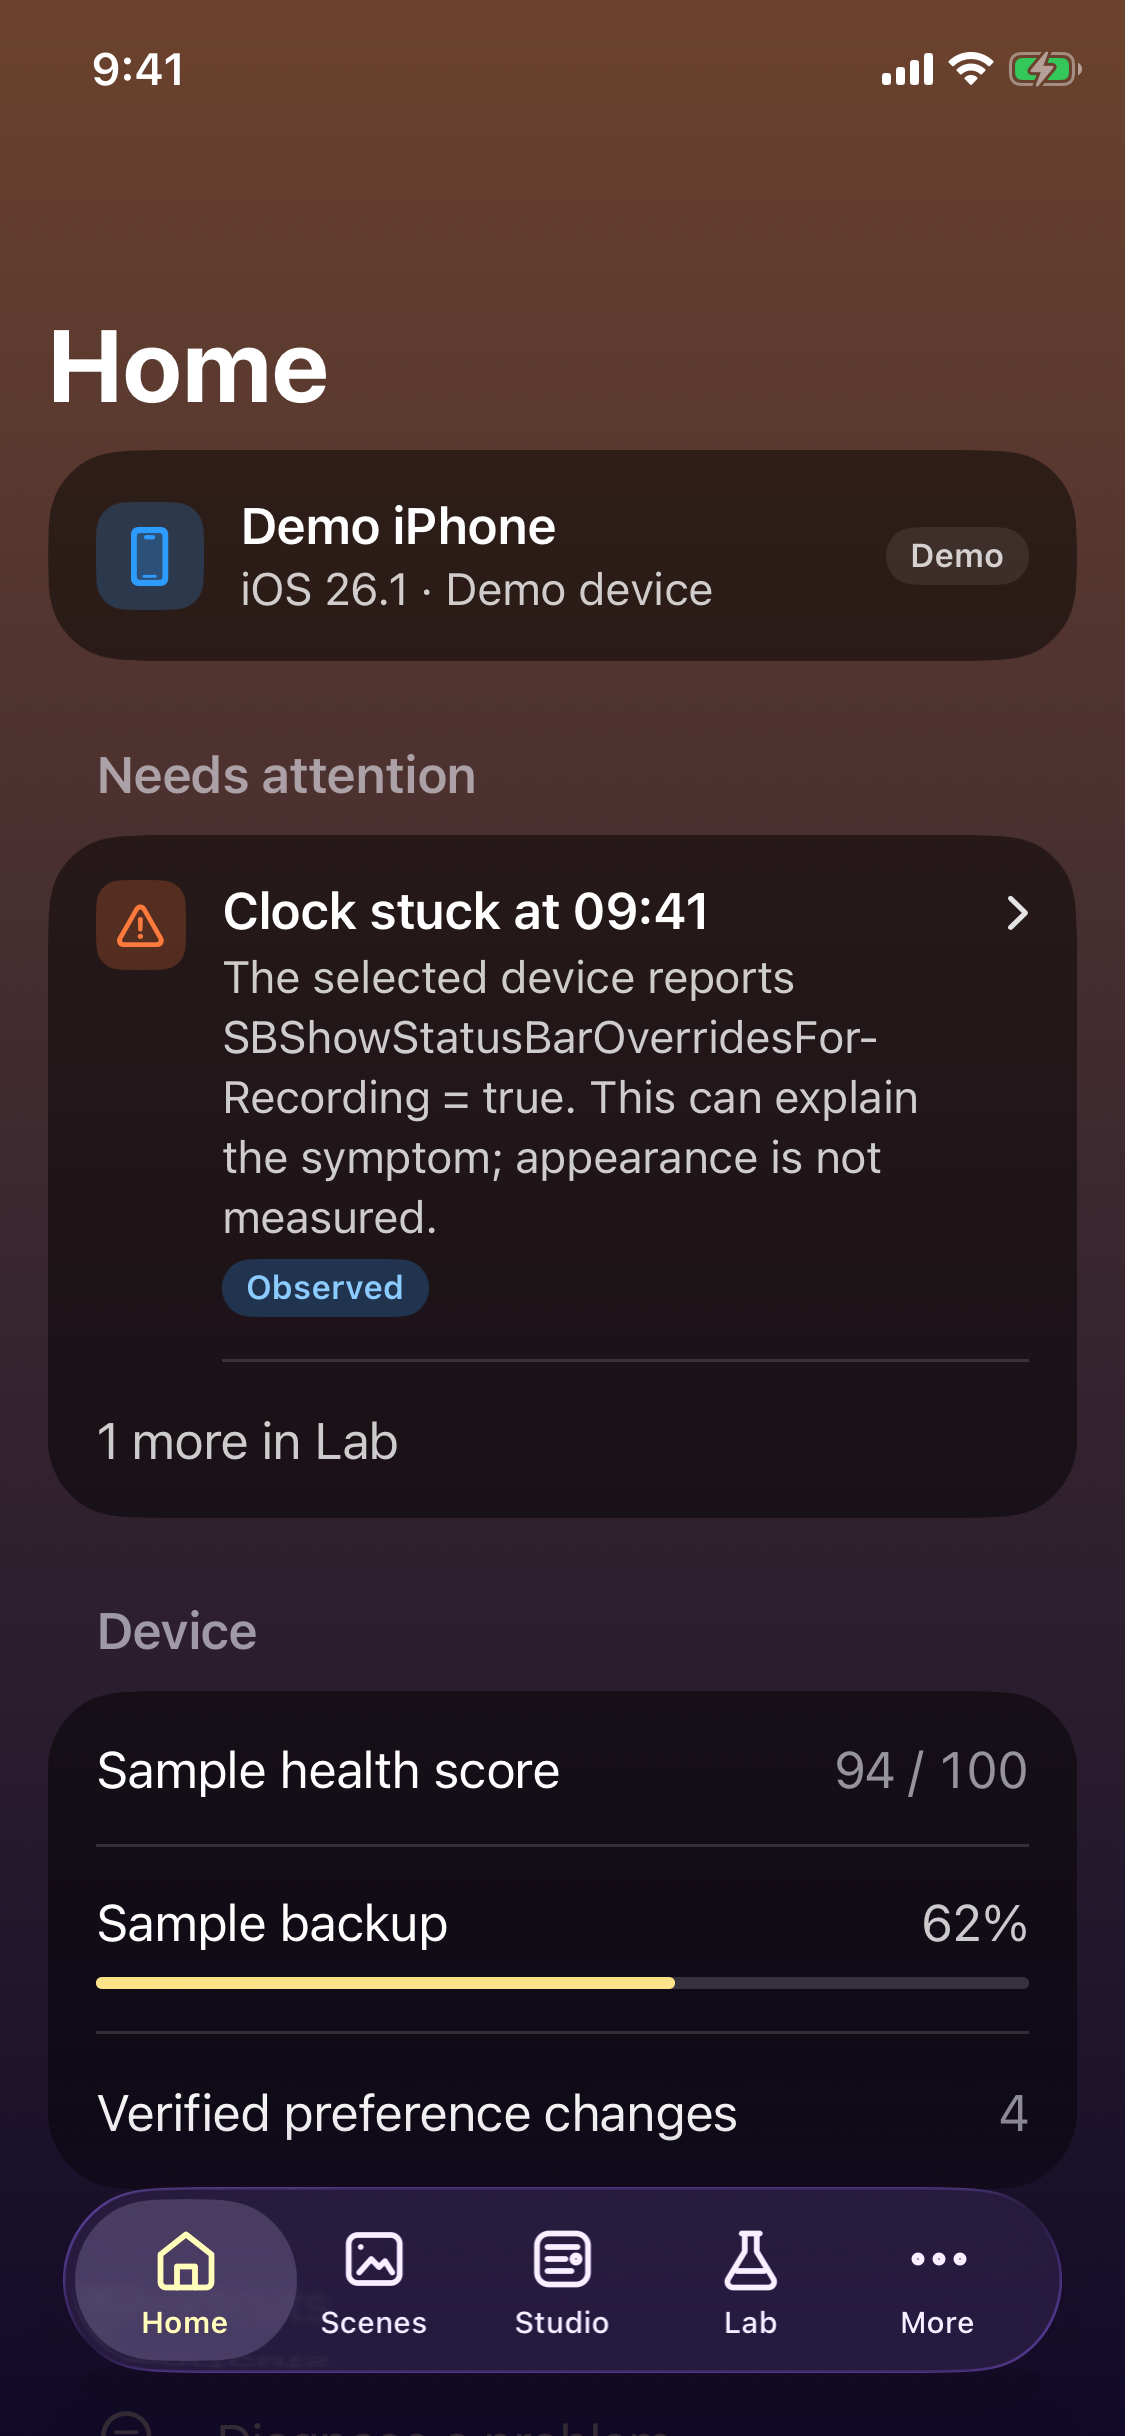 9:41
Home
Demo iPhone
iOS 26.1 · Demo device
Demo
Needs attention
Clock stuck at 09:41
The selected device reports
SBShowStatusBarOverridesFor-
Recording = true. This can explain
the symptom; appearance is not
measured.
Observed
1 more in Lab
Device
Sample health score
94 / 100
Sample backup
62%
Verified preference changes
4
Home
Scenes
Studio
Lab
More
Diagnose a problem